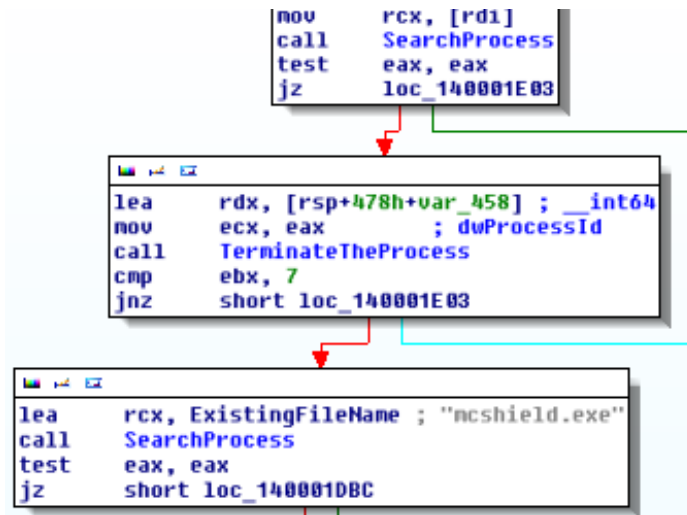 mov rcx, [rdi]
call SearchProcess
test eax, eax
jz loc_140001E03
lea rdx, [rsp+478h+var_458] ; __int64
mov ecx, eax ; dwProcessId
call TerminateTheProcess
cmp ebx, 7
jnz short loc_140001E03
lea rcx, ExistingFileName ; "mcshield.exe"
call SearchProcess
test eax, eax
jz short loc_140001DBC